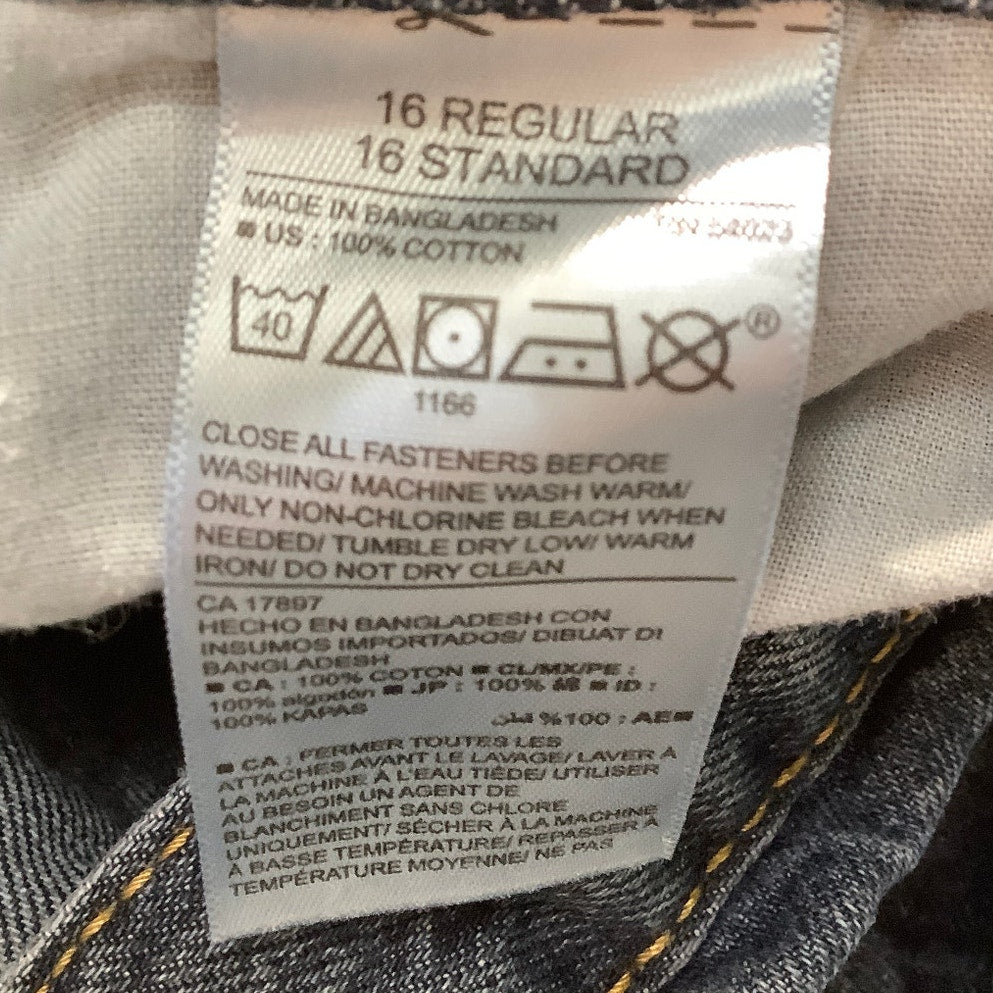 16 REGULAR
16 STANDARD
MADE IN BANGLADESH
■ US : 100% COTTON
40
®
1166
CLOSE ALL FASTENERS BEFORE
WASHING/ MACHINE WASH WARM/
ONLY NON-CHLORINE BLEACH WHEN
NEEDED/ TUMBLE DRY LOW/ WARM
IRON/ DO NOT DRY CLEAN
CA 17897
HECHO EN BANGLADESH CON
INSUMOS IMPORTADOS/ DIBUAT DI
BANGLADESH
■ CA : 100% COTON ■ CL/MX/PE :
100% algodón ■ JP : 100% 綿 ■ ID :
100% KAPAS
■AE : 100% قطن
■ CA : FERMER TOUTES LES
ATTACHES AVANT LE LAVAGE/ LAVER À
LA MACHINE À L'EAU TIÈDE/ UTILISER
AU BESOIN UN AGENT DE
BLANCHIMENT SANS CHLORE
UNIQUEMENT/ SÉCHER À LA MACHINE
À BASSE TEMPÉRATURE/ REPASSER À
TEMPÉRATURE MOYENNE/ NE PAS